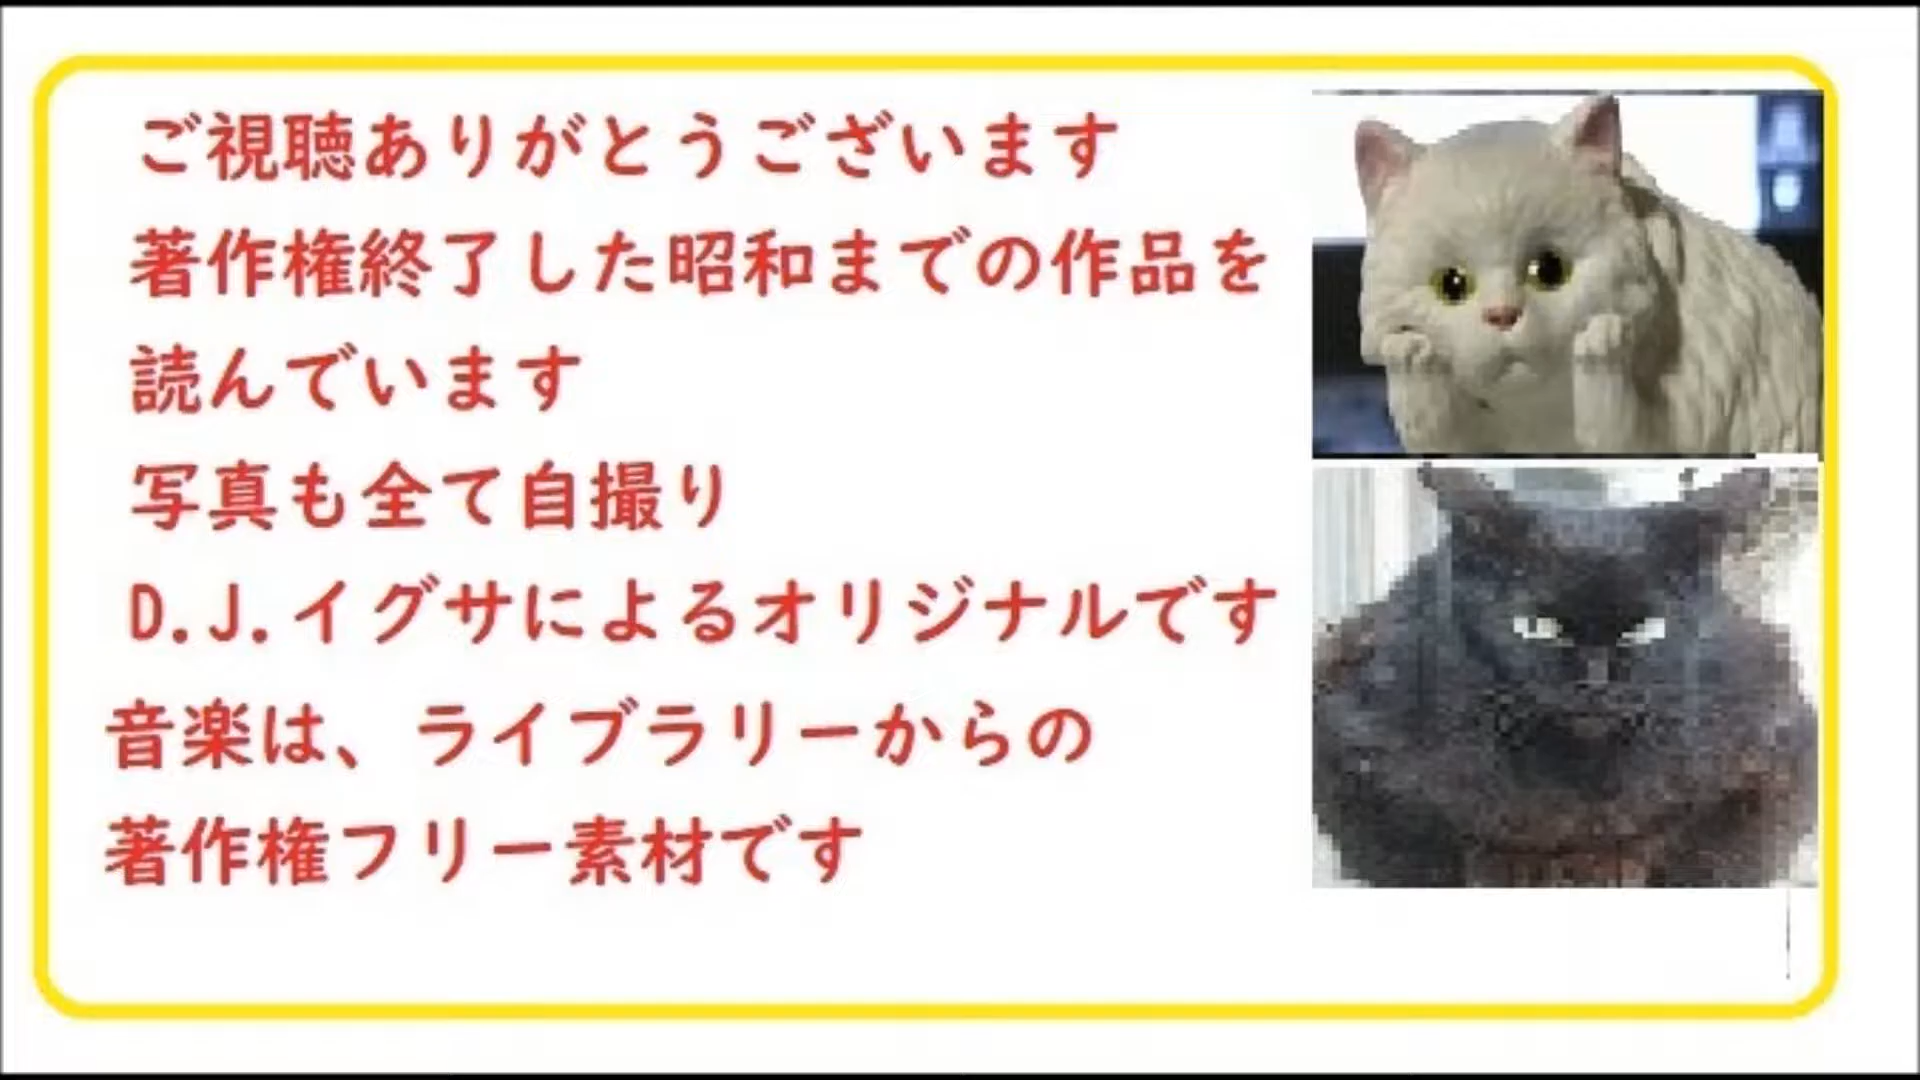 ご視聴ありがとうございます
著作権終了した昭和までの作品を
読んでいます
写真も全て自撮り
D.J.イグサによるオリジナルです
音楽は、ライブラリーからの
著作権フリー素材です